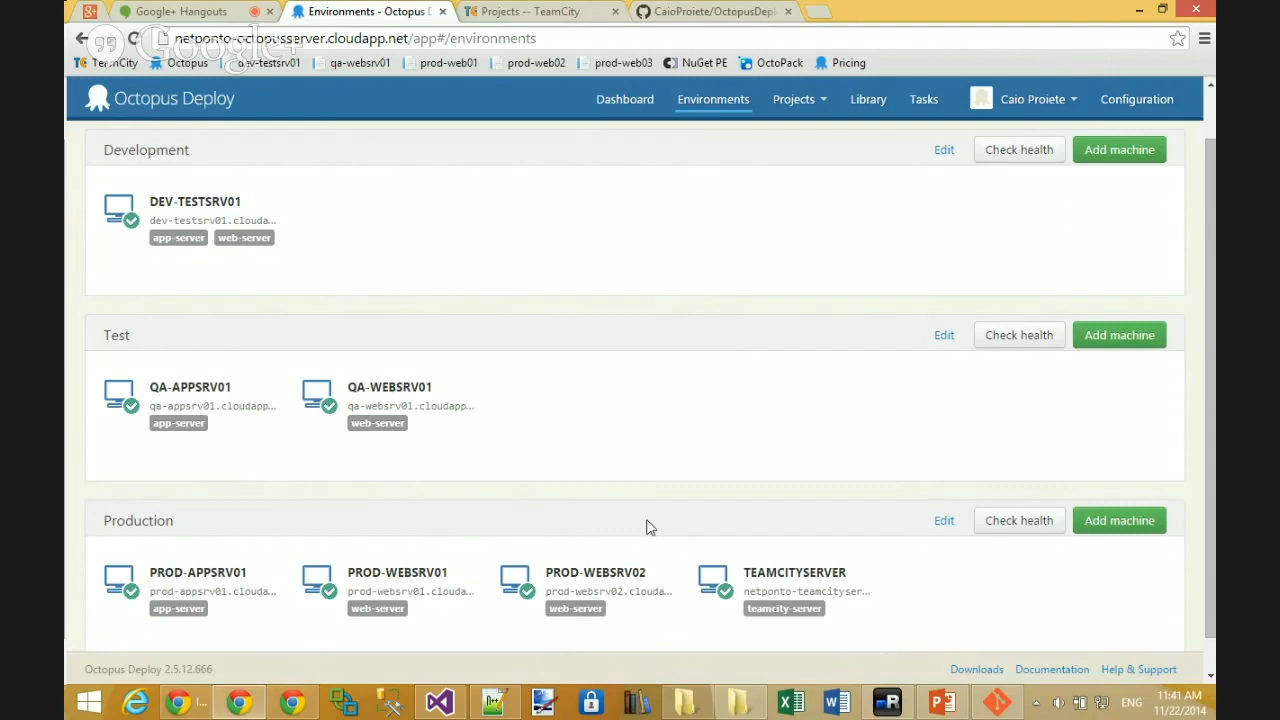 Google+ Hangouts
Environments - Octopus D
Projects -- TeamCity
CaioProiete/OctopusDepl
netponto-octopusserver.cloudapp.net/app#/environments
Google+
TeamCity
Octopus
dev-testsrv01
qa-websrv01
prod-web01
prod-web02
prod-web03
NuGet PE
OctoPack
Pricing
Octopus Deploy
Dashboard
Environments
Projects
Library
Tasks
Caio Proiete
Configuration
Development
Edit
Check health
Add machine
DEV-TESTSRV01
dev-testsrv01.clouda...
app-server
web-server
Test
Edit
Check health
Add machine
QA-APPSRV01
qa-appsrv01.cloudapp...
app-server
QA-WEBSRV01
qa-websrv01.cloudapp...
web-server
Production
Edit
Check health
Add machine
PROD-APPSRV01
prod-appsrv01.clouda...
app-server
PROD-WEBSRV01
prod-websrv01.clouda...
web-server
PROD-WEBSRV02
prod-websrv02.clouda...
web-server
TEAMCITYSERVER
netponto-teamcityser...
teamcity-server
Octopus Deploy 2.5.12.666
Downloads
Documentation
Help & Support
ENG
11:41 AM
11/22/2014